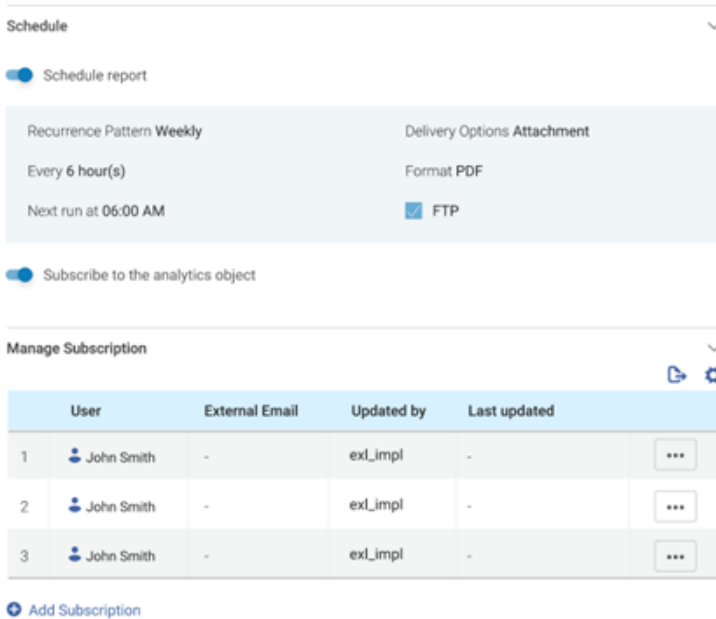 Schedule
Schedule report
Recurrence Pattern Weekly Delivery Options Attachment
Every 6 hour(s) Format PDF
Next run at 06:00 AM FTP
Subscribe to the analytics object
Manage Subscription
User External Email Updated by Last updated
1 John Smith - exl_impl -
2 John Smith - exl_impl -
3 John Smith - exl_impl -
Add Subscription